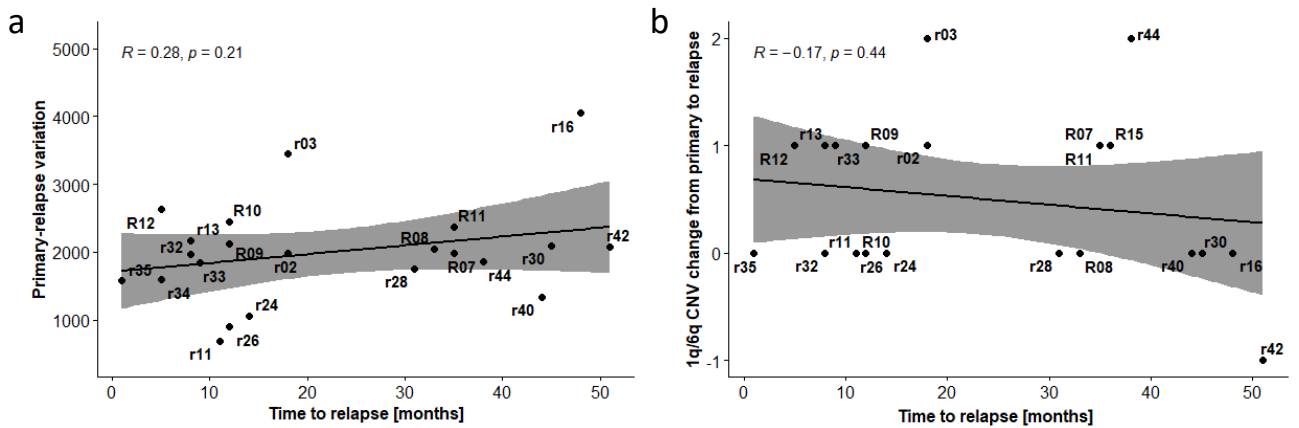 a
R = 0.28, p = 0.21
Primary-relapse variation
5000
4000
3000
2000
1000
r16
r03
R12
r13
R10
R11
r42
r32
R09
R08
r35
r33
r02
R07
r30
r34
r28
r44
r24
r40
r26
r11
0
10
20
30
40
50
Time to relapse [months]
b
R = −0.17, p = 0.44
1q/6q CNV change from primary to relapse
2
1
0
-1
r03
r44
r13
R09
R07
R15
R12
r33
r02
R11
r11
R10
r30
r35
r32
r26
r24
r28
R08
r40
r16
r42
0
10
20
30
40
50
Time to relapse [months]